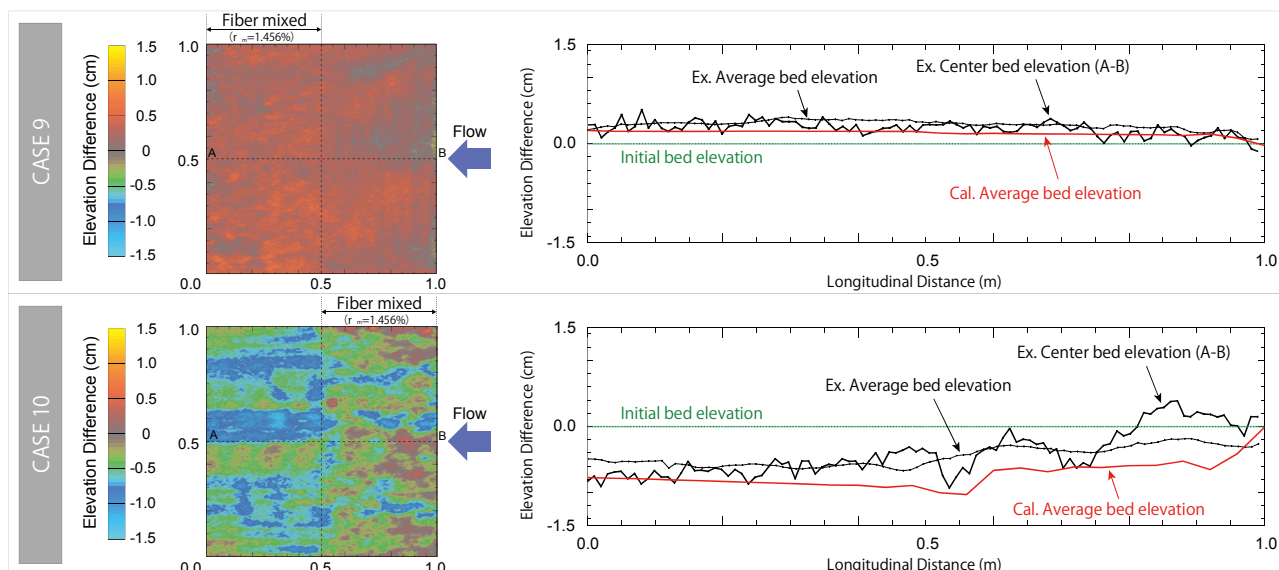 CASE 9
Elevation Difference (cm)
1.5
1.0
0.5
0
-0.5
-1.0
-1.5
Fiber mixed
(r m=1.456%)
1.0
0.5
0.0
0.5
1.0
A
B
Flow
Elevation Difference (cm)
1.5
0.0
-1.5
Ex. Average bed elevation
Ex. Center bed elevation (A-B)
Initial bed elevation
Cal. Average bed elevation
0.0
0.5
1.0
Longitudinal Distance (m)
CASE 10
Elevation Difference (cm)
1.5
1.0
0.5
0
-0.5
-1.0
-1.5
Fiber mixed
(r m=1.456%)
1.0
0.5
0.0
0.5
1.0
A
B
Flow
Elevation Difference (cm)
1.5
0.0
-1.5
Ex. Center bed elevation (A-B)
Ex. Average bed elevation
Initial bed elevation
Cal. Average bed elevation
0.0
0.5
1.0
Longitudinal Distance (m)